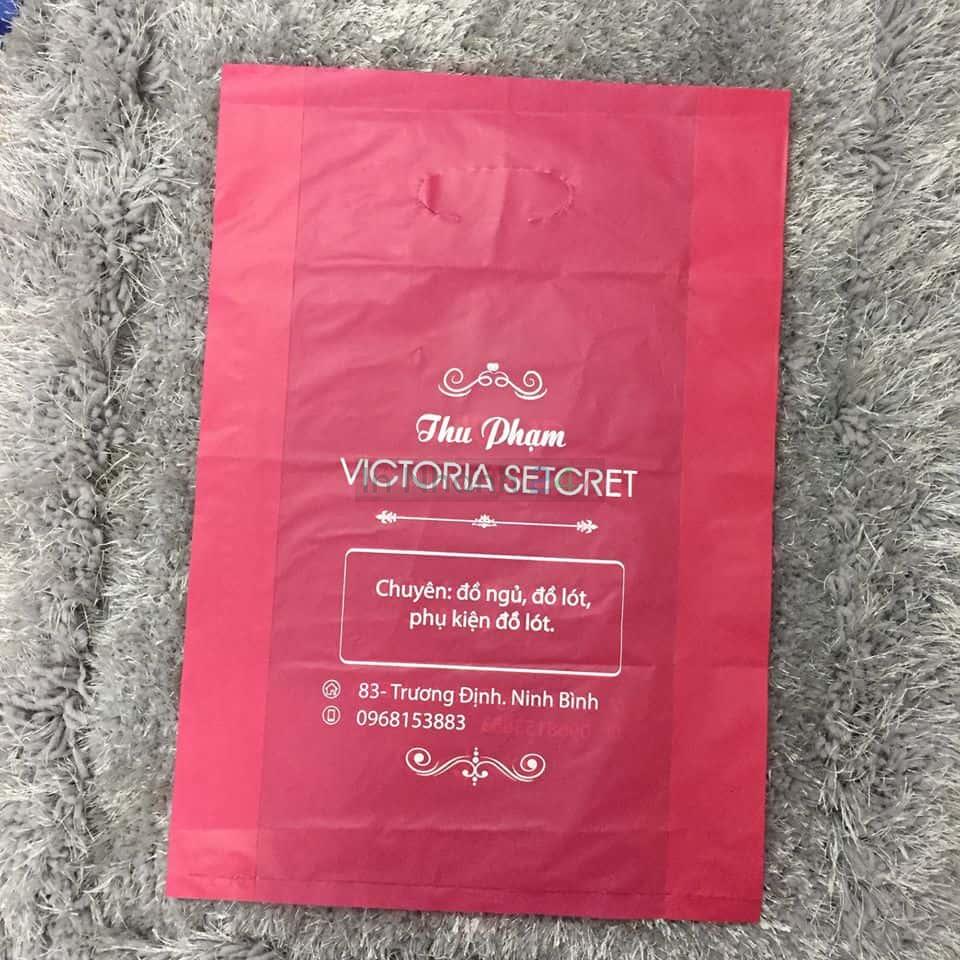 Thu Phạm
VICTORIA SETCRET
Chuyên: đồ ngủ, đồ lót,
phụ kiện đồ lót.
83- Trương Định. Ninh Bình
0968153883